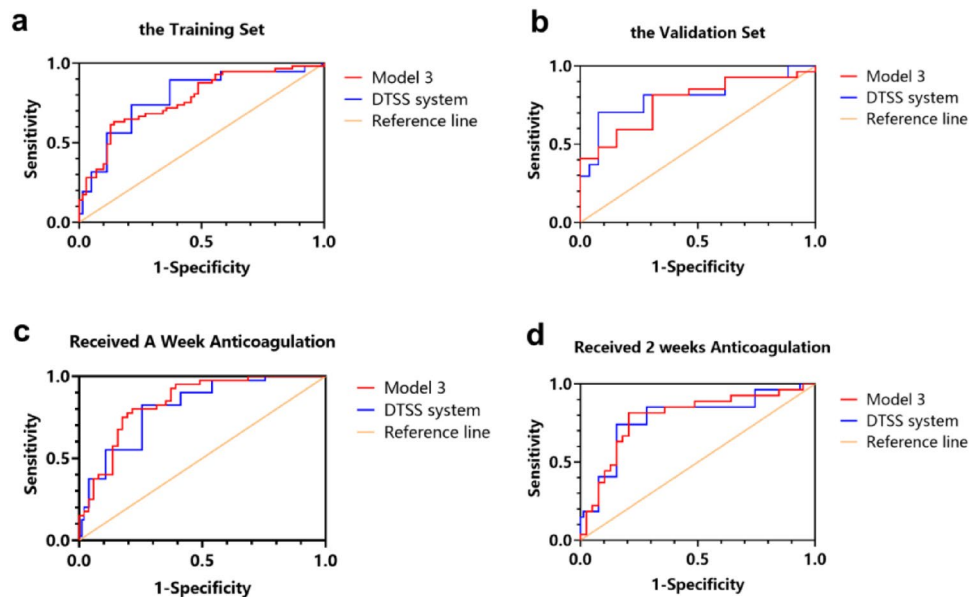 a
the Training Set
1.0
0.5
0.0
Sensitivity
0.0 0.5 1.0
1-Specificity
Model 3
DTSS system
Reference line
b
the Validation Set
1.0
0.5
0.0
Sensitivity
0.0 0.5 1.0
1-Specificity
Model 3
DTSS system
Reference line
c
Received A Week Anticoagulation
1.0
0.5
0.0
Sensitivity
0.0 0.5 1.0
1-Specificity
Model 3
DTSS system
Reference line
d
Received 2 weeks Anticoagulation
1.0
0.5
0.0
Sensitivity
0.0 0.5 1.0
1-Specificity
Model 3
DTSS system
Reference line